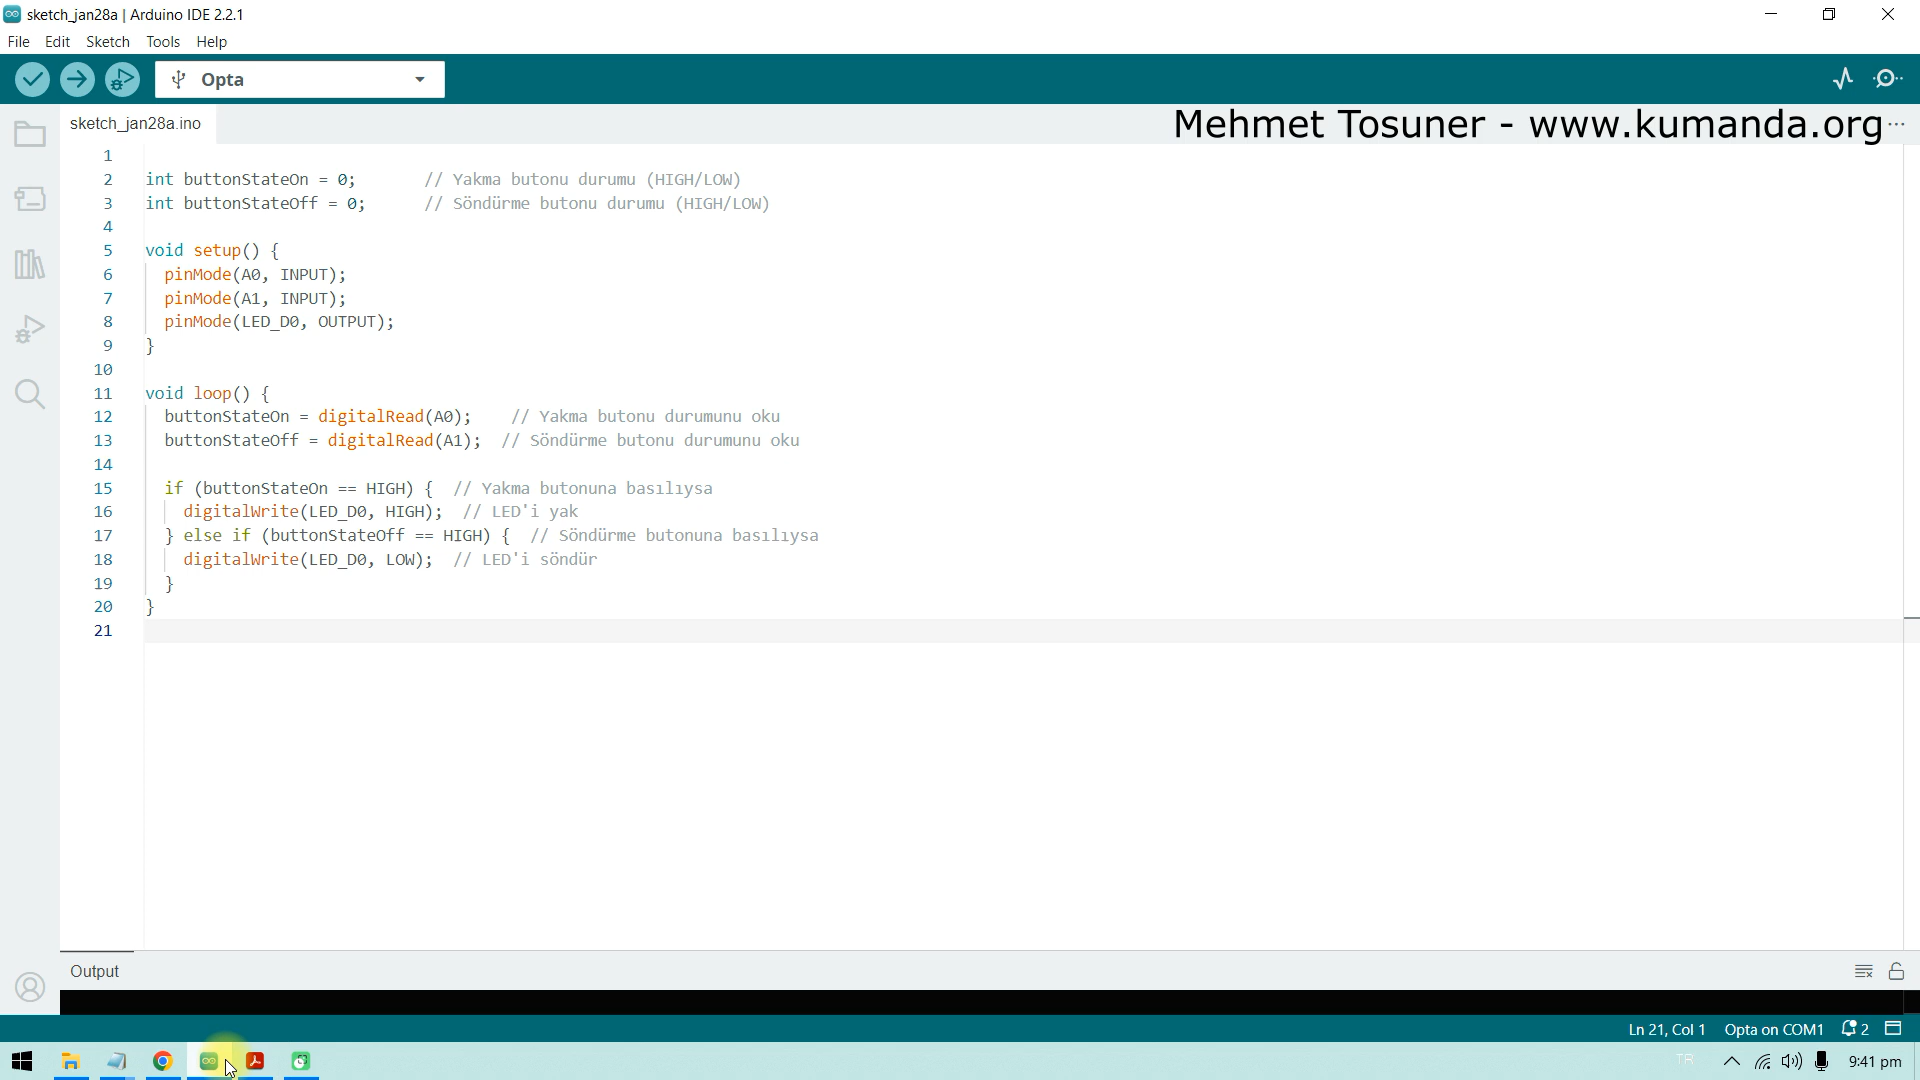 sketch_jan28a | Arduino IDE 2.2.1
File Edit Sketch Tools Help
Opta
sketch_jan28a.ino
Mehmet Tosuner - www.kumanda.org
1
2 int buttonStateOn = 0; // Yakma butonu durumu (HIGH/LOW)
3 int buttonStateOff = 0; // Söndürme butonu durumu (HIGH/LOW)
4
5 void setup() {
6 pinMode(A0, INPUT);
7 pinMode(A1, INPUT);
8 pinMode(LED_D0, OUTPUT);
9 }
10
11 void loop() {
12 buttonStateOn = digitalRead(A0); // Yakma butonu durumunu oku
13 buttonStateOff = digitalRead(A1); // Söndürme butonu durumunu oku
14
15 if (buttonStateOn == HIGH) { // Yakma butonuna basılıysa
16 digitalWrite(LED_D0, HIGH); // LED'i yak
17 } else if (buttonStateOff == HIGH) { // Söndürme butonuna basılıysa
18 digitalWrite(LED_D0, LOW); // LED'i söndür
19 }
20 }
21
Output
Ln 21, Col 1 Opta on COM1 2
TR 9:41 pm